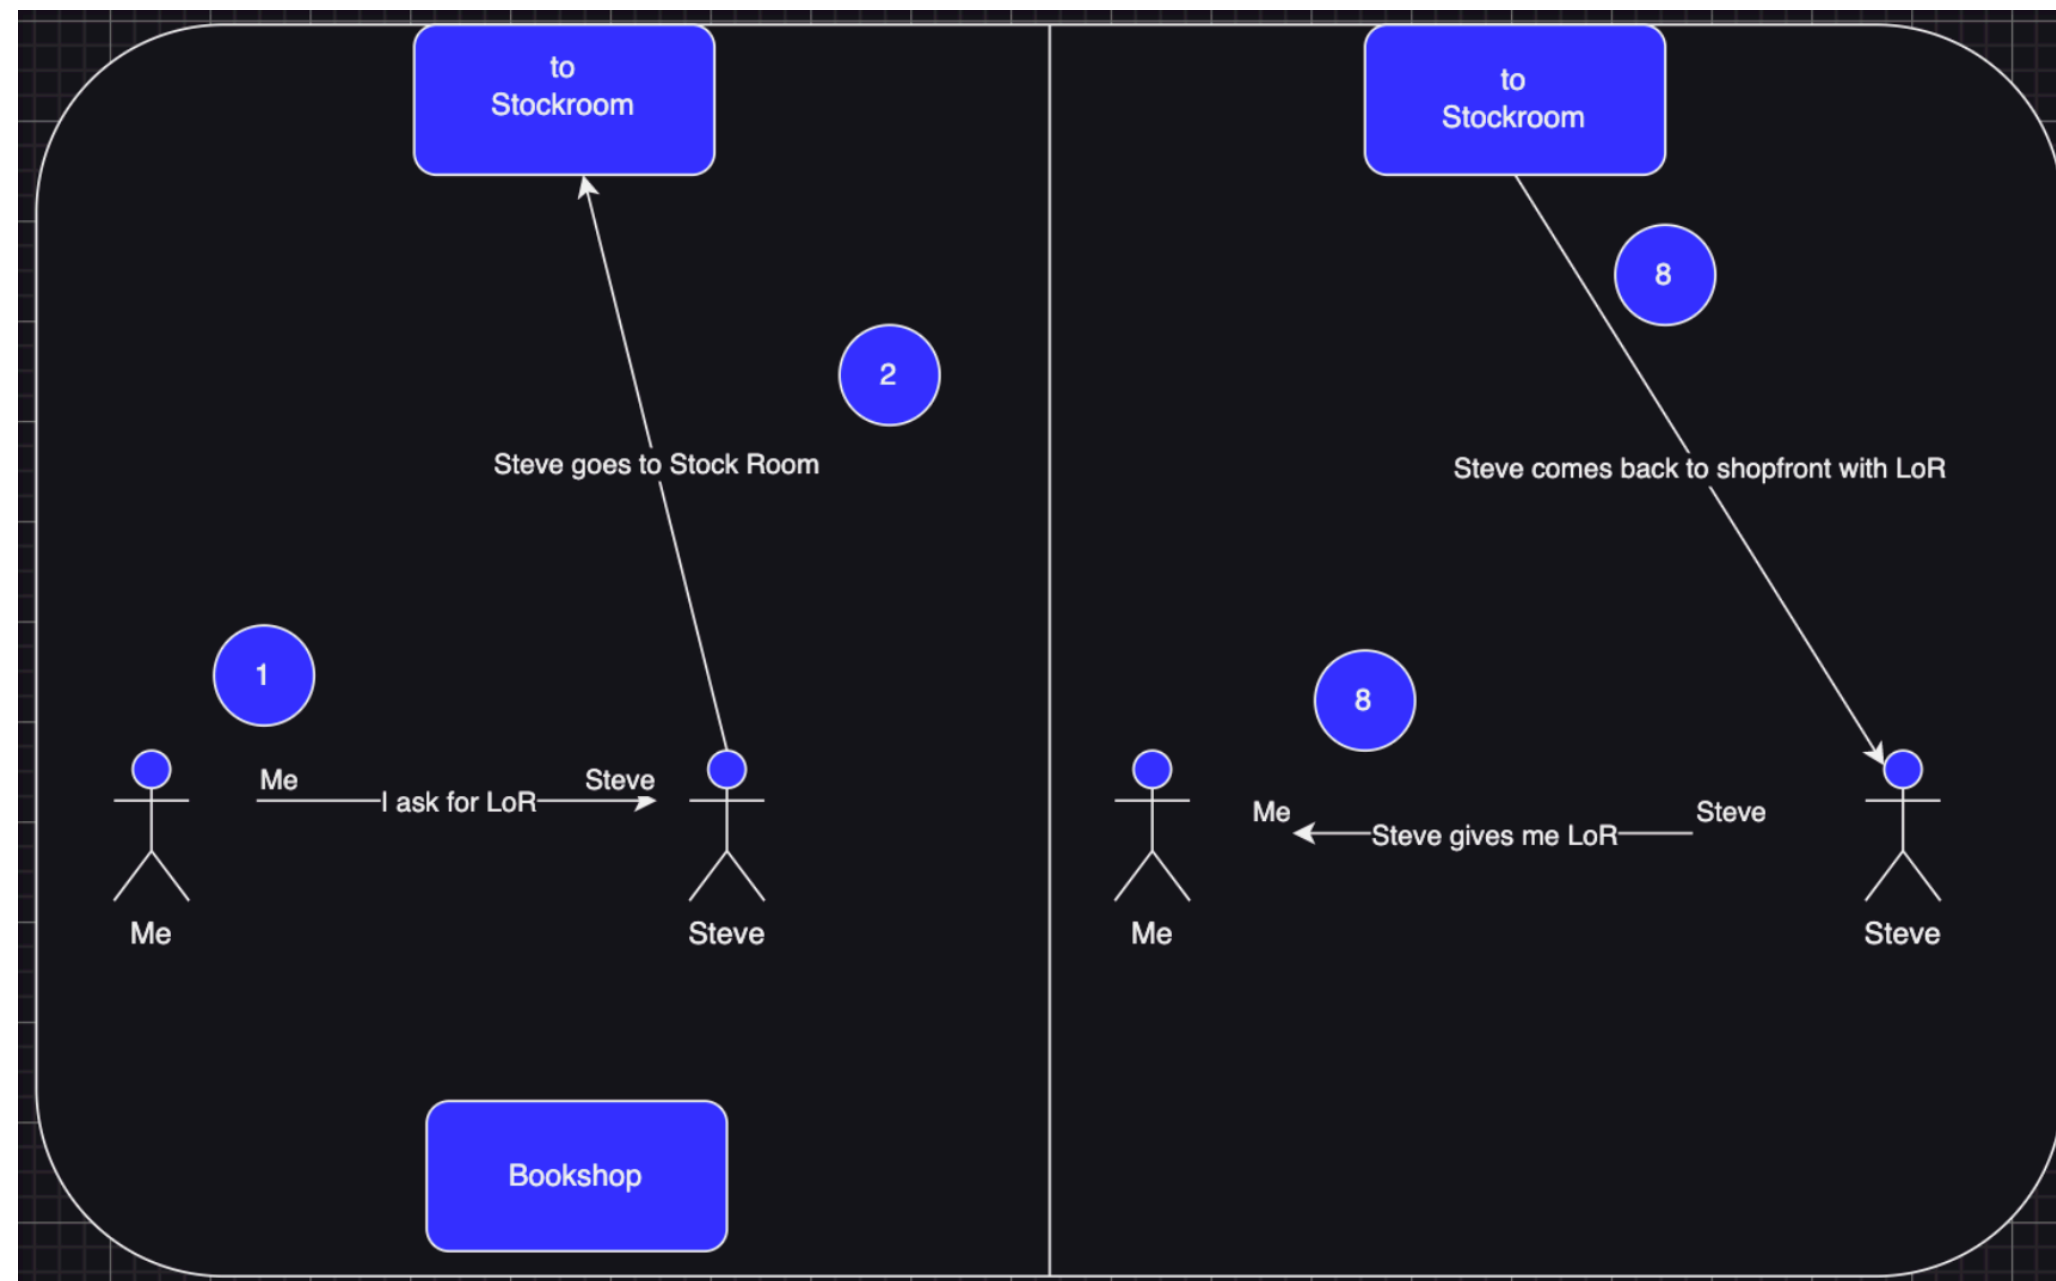 to
Stockroom
2
Steve goes to Stock Room
1
Me
Steve
I ask for LoR
Me
Steve
Bookshop
to
Stockroom
8
Steve comes back to shopfront with LoR
8
Me
Steve
Steve gives me LoR
Me
Steve